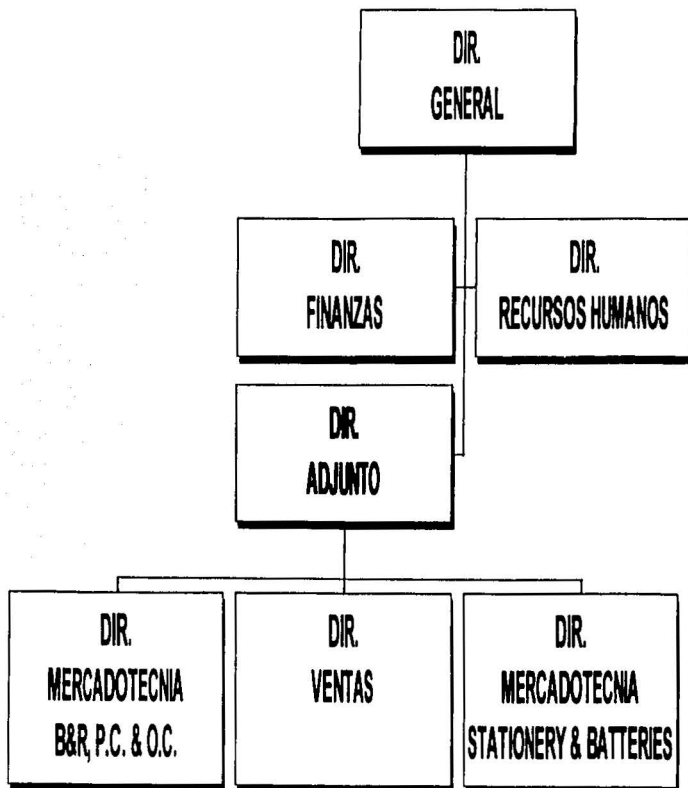 DIR.
GENERAL
DIR.
FINANZAS
DIR.
RECURSOS HUMANOS
DIR.
ADJUNTO
DIR.
MERCADOTECNIA
B&R, P.C. & O.C.
DIR.
VENTAS
DIR.
MERCADOTECNIA
STATIONERY & BATTERIES